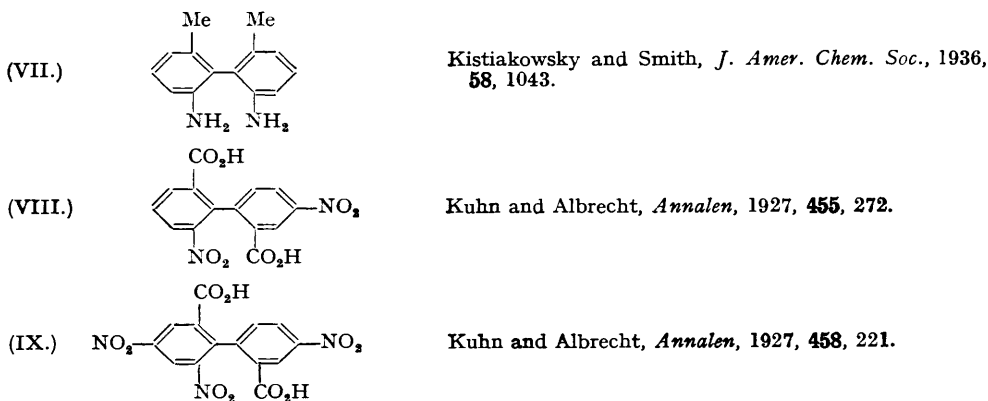 Me Me
(VII.) Kistiakowsky and Smith, J. Amer. Chem. Soc., 1936,
58, 1043.
NH₂ NH₂
CO₂H
(VIII.) NO₂ Kuhn and Albrecht, Annalen, 1927, 455, 272.
NO₂ CO₂H
CO₂H
(IX.) NO₂ NO₂ Kuhn and Albrecht, Annalen, 1927, 458, 221.
NO₂ CO₂H